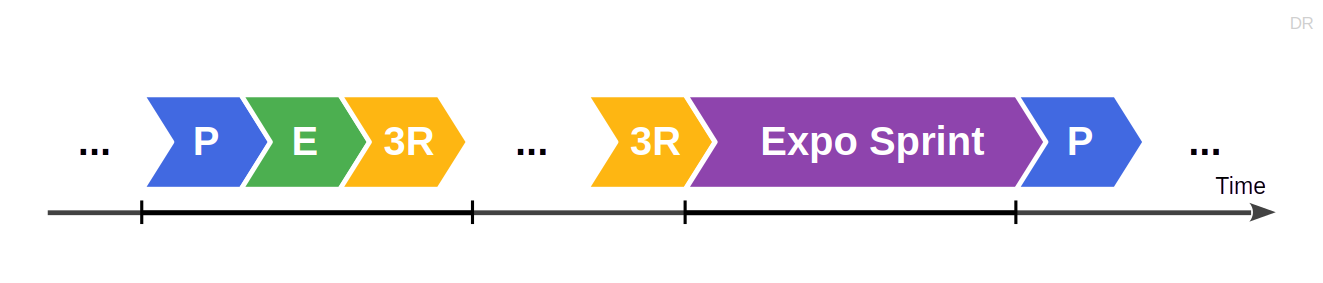 DR
... P E 3R ... 3R Expo Sprint P ...
Time